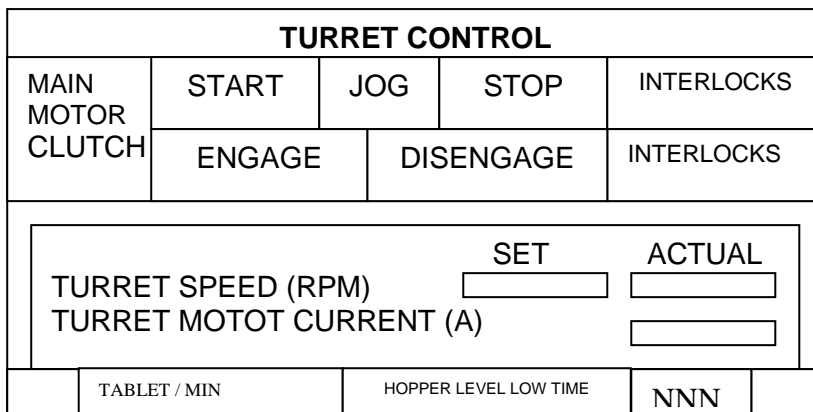 TURRET CONTROL
MAIN
MOTOR
CLUTCH
START
JOG
STOP
INTERLOCKS
ENGAGE
DISENGAGE
INTERLOCKS
SET
ACTUAL
TURRET SPEED (RPM)
TURRET MOTOT CURRENT (A)
TABLET / MIN
HOPPER LEVEL LOW TIME
NNN